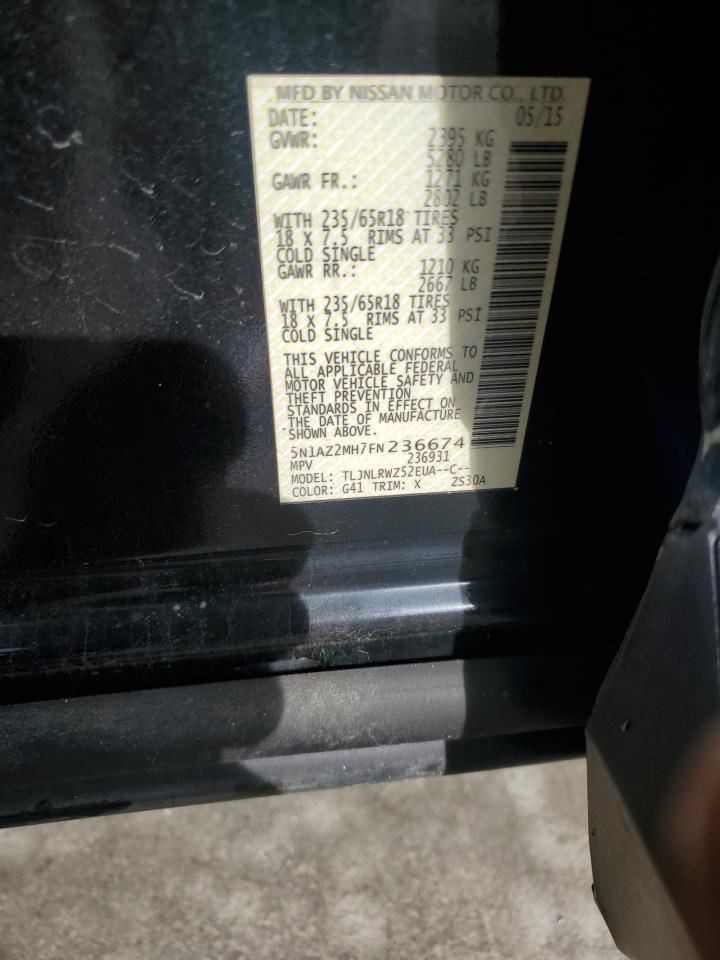 MFD BY NISSAN MOTOR CO., LTD.
DATE: 05/15
GVWR: 2395 KG
5280 LB
GAWR FR.: 1271 KG
2802 LB
WITH 235/65R18 TIRES
18 X 7.5 RIMS AT 33 PSI
COLD SINGLE
GAWR RR.: 1210 KG
2667 LB
WITH 235/65R18 TIRES
18 X 7.5 RIMS AT 33 PSI
COLD SINGLE
THIS VEHICLE CONFORMS TO
ALL APPLICABLE FEDERAL
MOTOR VEHICLE SAFETY AND
THEFT PREVENTION
STANDARDS IN EFFECT ON
THE DATE OF MANUFACTURE
SHOWN ABOVE.
5N1AZ2MH7FN236674
MPV 236931
MODEL: TLJNLRWZ52EUA--C--
COLOR: G41 TRIM: X ZS30A